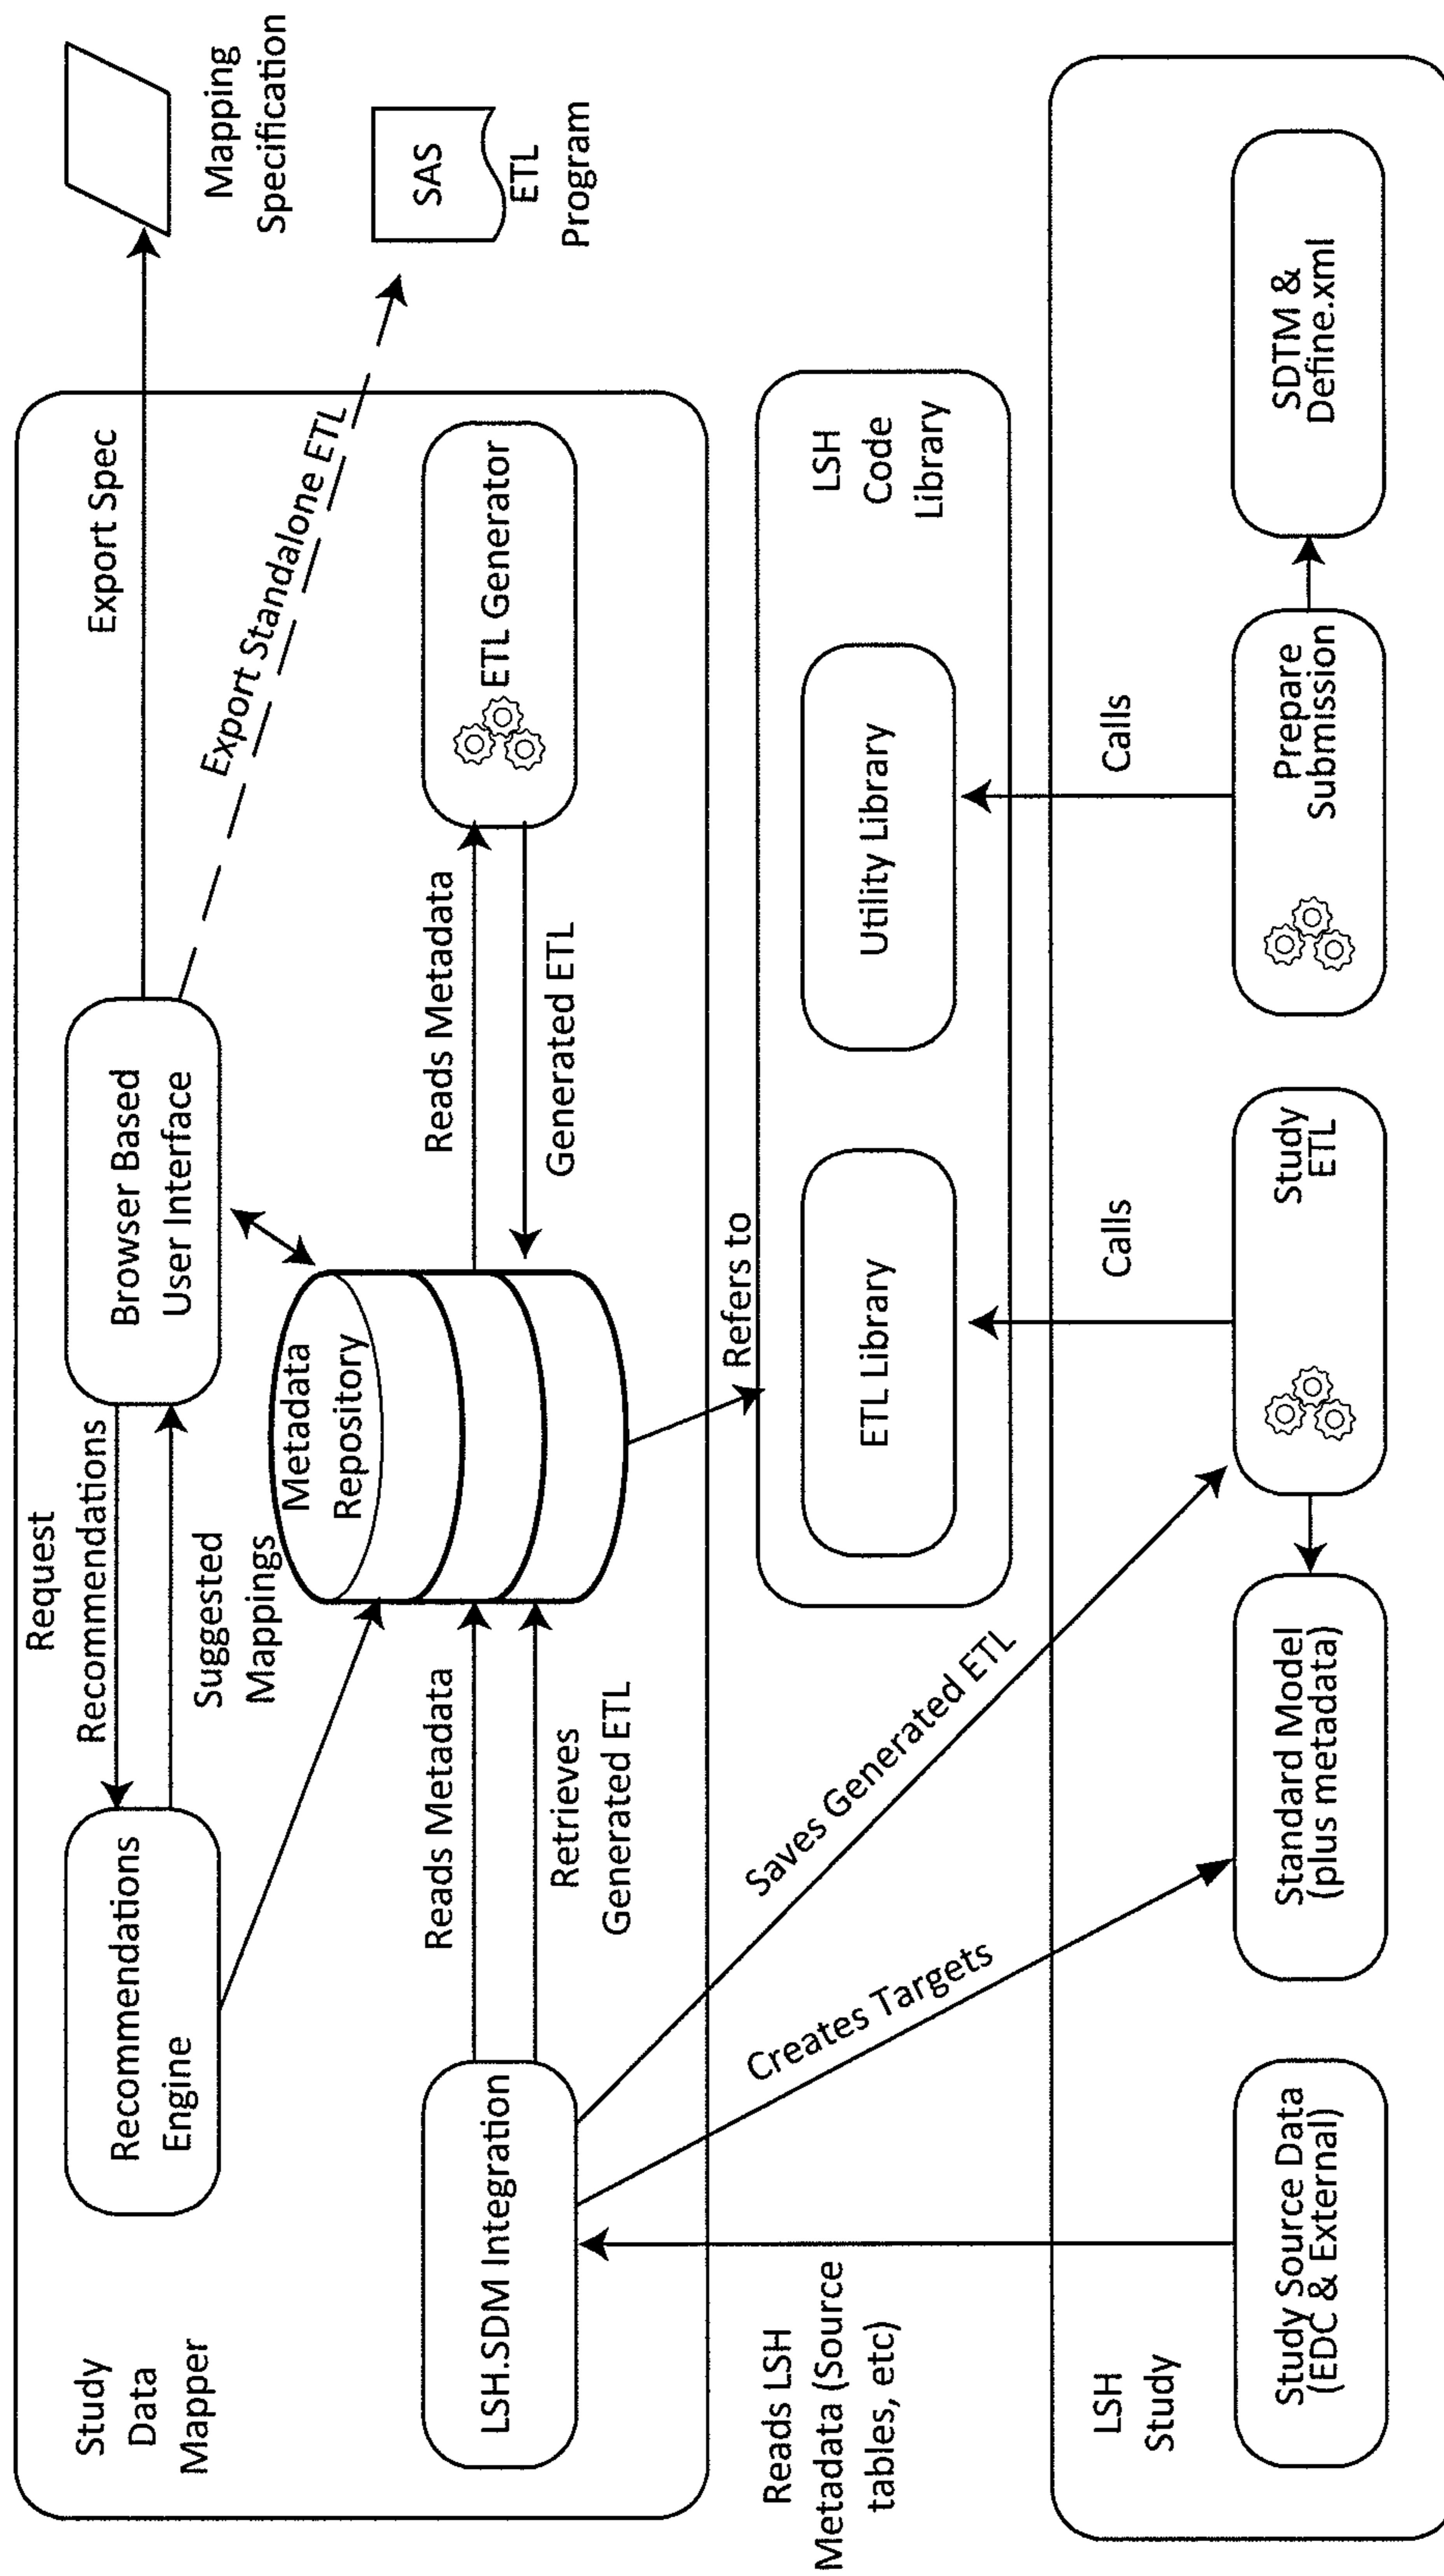 Study
Data
Mapper
Recommendations
Engine
Request
Recommendations
Suggested
Mappings
Browser Based
User Interface
Export Spec
Mapping
Specification
Export Standalone ETL
SAS
ETL
Program
LSH.SDM Integration
Reads Metadata
Retrieves
Generated ETL
Metadata
Repository
Reads Metadata
Generated ETL
ETL Generator
Reads LSH
Metadata (Source
tables, etc)
Creates Targets
Saves Generated ETL
Refers to
ETL Library
Utility Library
LSH
Code
Library
Calls
Calls
LSH
Study
Study Source Data
(EDC & External)
Standard Model
(plus metadata)
Study
ETL
Prepare
Submission
SDTM &
Define.xml